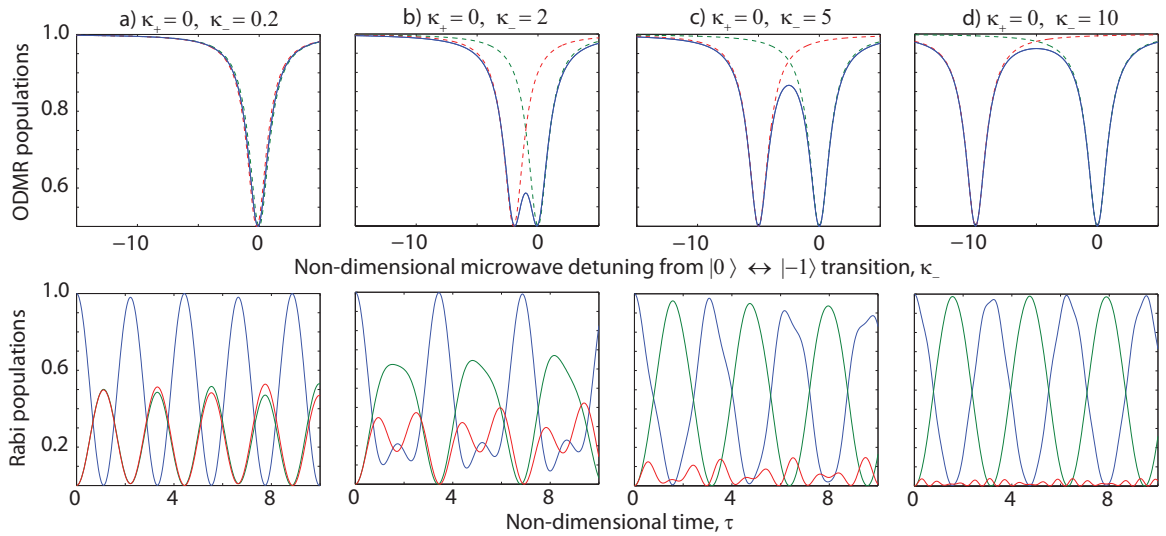 a) κ₊ = 0, κ₋ = 0.2
b) κ₊ = 0, κ₋ = 2
c) κ₊ = 0, κ₋ = 5
d) κ₊ = 0, κ₋ = 10
ODMR populations
1.0
0.8
0.6
−10 0
−10 0
−10 0
−10 0
Non-dimensional microwave detuning from |0⟩ ↔ |−1⟩ transition, κ₋
Rabi populations
1.0
0.6
0.2
0 4 8
0 4 8
0 4 8
0 4 8
Non-dimensional time, τ